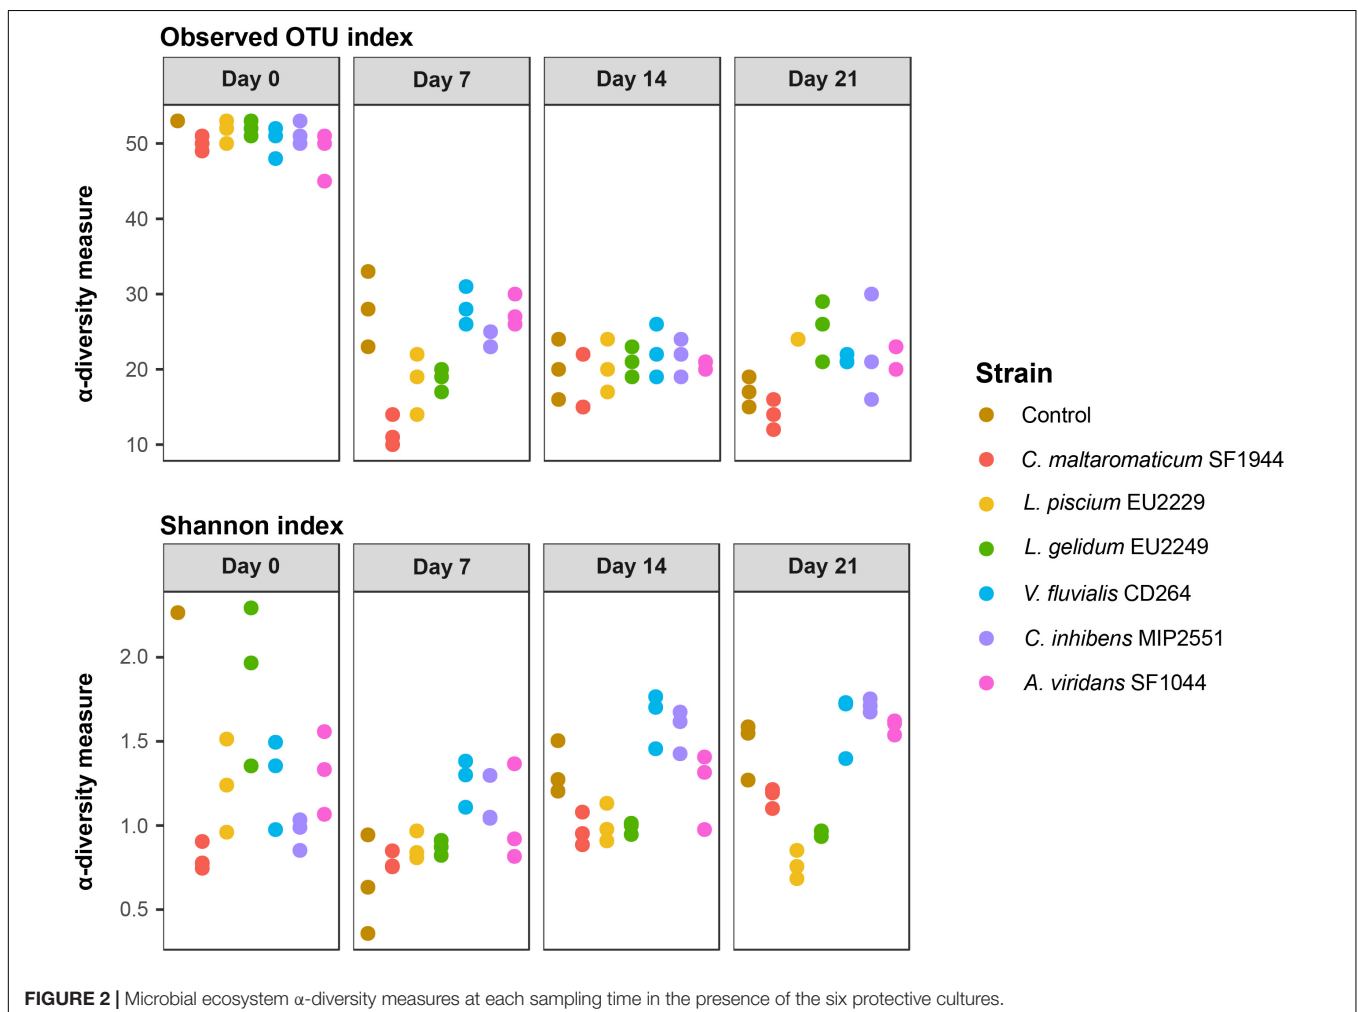 Observed OTU index
Day 0
Day 7
Day 14
Day 21
α-diversity measure
50
40
30
20
10
Shannon index
Day 0
Day 7
Day 14
Day 21
α-diversity measure
2.0
1.5
1.0
0.5
Strain
Control
C. maltaromaticum SF1944
L. piscium EU2229
L. gelidum EU2249
V. fluvialis CD264
C. inhibens MIP2551
A. viridans SF1044
FIGURE 2 | Microbial ecosystem α-diversity measures at each sampling time in the presence of the six protective cultures.